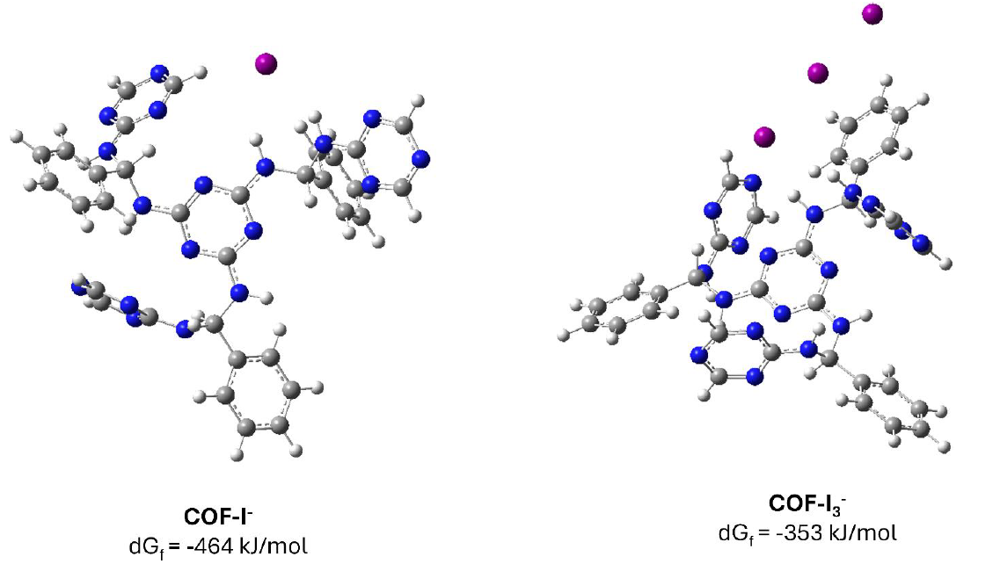 COF-I⁻
dG_f = -464 kJ/mol
COF-I₃⁻
dG_f = -353 kJ/mol